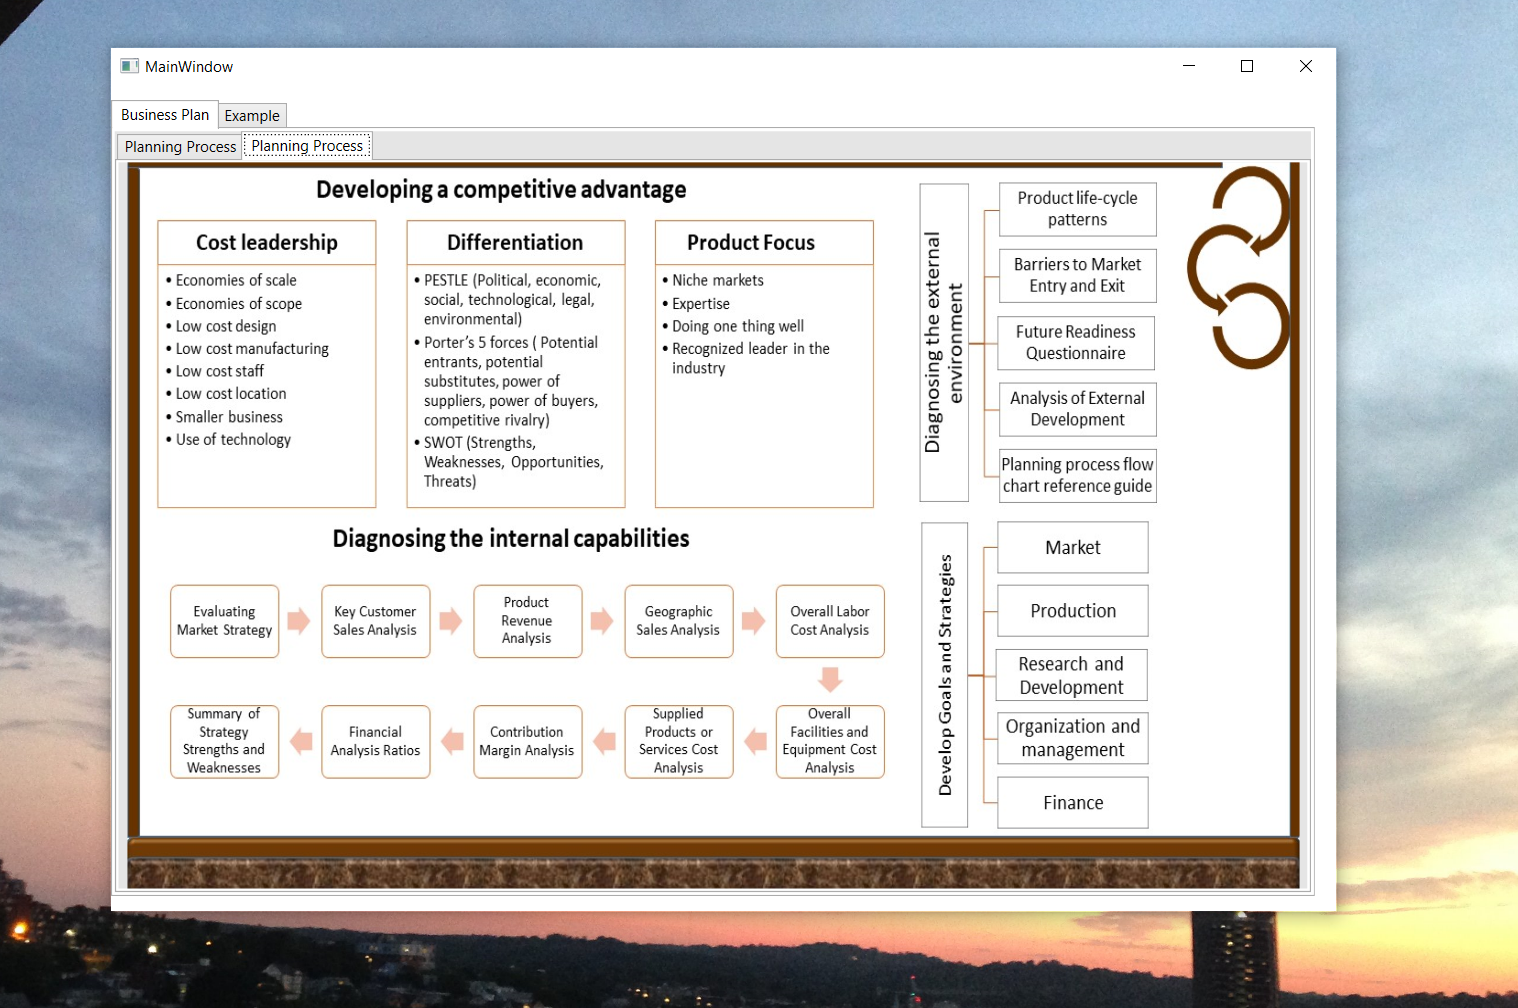 MainWindow
Business Plan
Example
Planning Process
Planning Process
Developing a competitive advantage
Cost leadership
• Economies of scale
• Economies of scope
• Low cost design
• Low cost manufacturing
• Low cost staff
• Low cost location
• Smaller business
• Use of technology
Differentiation
• PESTLE (Political, economic,
social, technological, legal,
environmental)
• Porter's 5 forces ( Potential
entrants, potential
substitutes, power of
suppliers, power of buyers,
competitive rivalry)
• SWOT (Strengths,
Weaknesses, Opportunities,
Threats)
Product Focus
• Niche markets
• Expertise
• Doing one thing well
• Recognized leader in the
industry
Diagnosing the internal capabilities
Evaluating
Market Strategy
Key Customer
Sales Analysis
Product
Revenue
Analysis
Geographic
Sales Analysis
Overall Labor
Cost Analysis
Overall
Facilities and
Equipment Cost
Analysis
Supplied
Products or
Services Cost
Analysis
Contribution
Margin Analysis
Financial
Analysis Ratios
Summary of
Strategy
Strengths and
Weaknesses
Diagnosing the external
environment
Product life-cycle
patterns
Barriers to Market
Entry and Exit
Future Readiness
Questionnaire
Analysis of External
Development
Planning process flow
chart reference guide
Develop Goals and Strategies
Market
Production
Research and
Development
Organization and
management
Finance